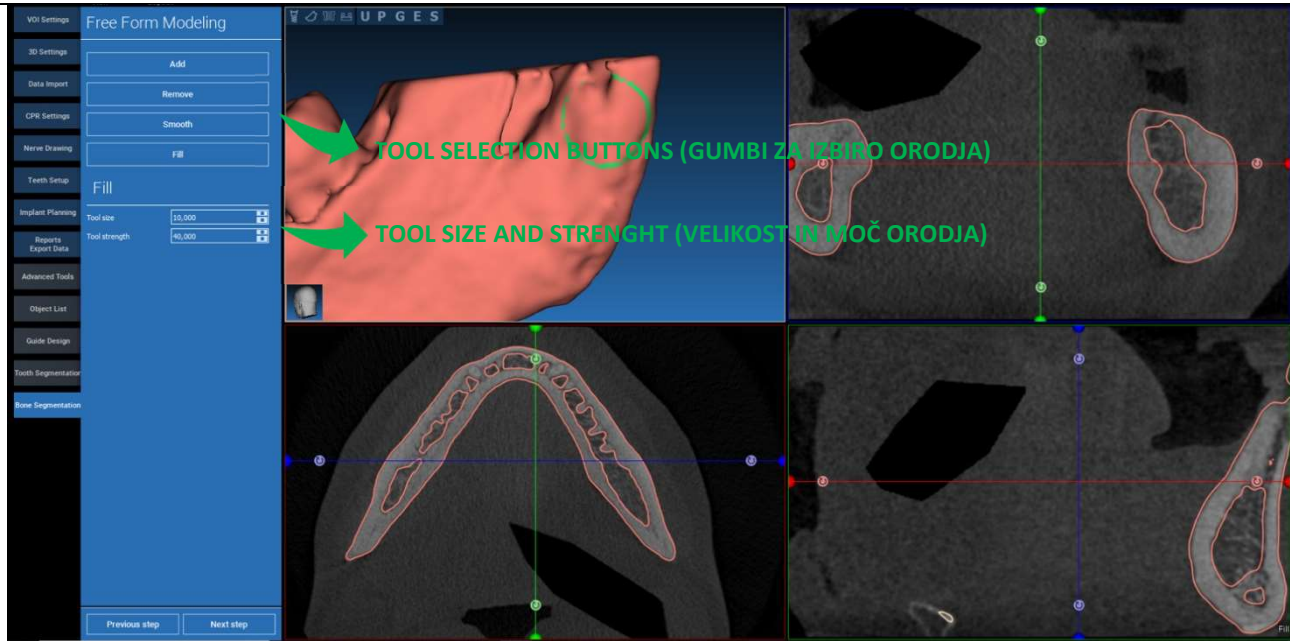 VOI Settings
3D Settings
Data Import
CPR Settings
Nerve Drawing
Teeth Setup
Implant Planning
Reports
Export Data
Advanced Tools
Object List
Guide Design
Tooth Segmentation
Bone Segmentation
Free Form Modeling
Add
Remove
Smooth
Fill
Fill
Tool size 10,000
Tool strength 40,000
Previous step Next step
U P G E S
TOOL SELECTION BUTTONS (GUMBI ZA IZBIRO ORODJA)
TOOL SIZE AND STRENGHT (VELIKOST IN MOČ ORODJA)
Fill